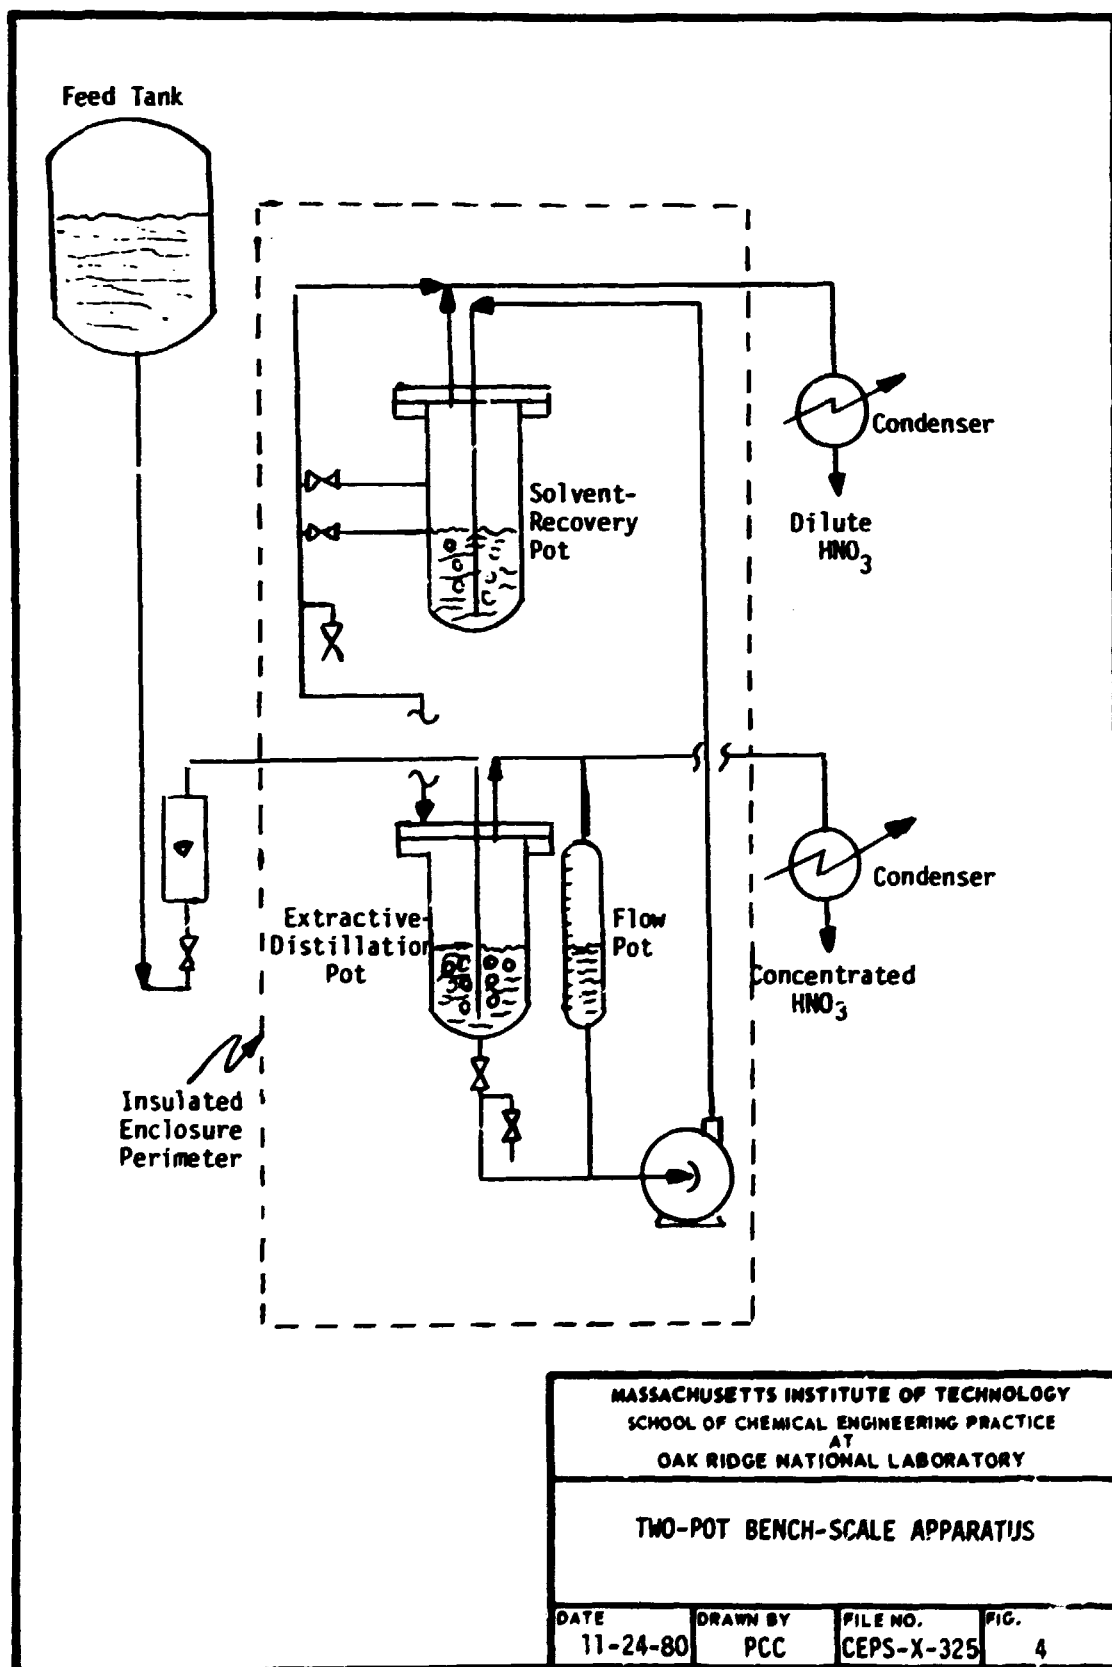 Feed Tank
Condenser
Solvent-
Recovery
Pot
Dilute
HNO3
Extractive-
Distillation
Pot
Flow
Pot
Condenser
Concentrated
HNO3
Insulated
Enclosure
Perimeter
MASSACHUSETTS INSTITUTE OF TECHNOLOGY
SCHOOL OF CHEMICAL ENGINEERING PRACTICE
AT
OAK RIDGE NATIONAL LABORATORY
TWO-POT BENCH-SCALE APPARATUS
DATE
11-24-80
DRAWN BY
PCC
FILE NO.
CEPS-X-325
FIG.
4